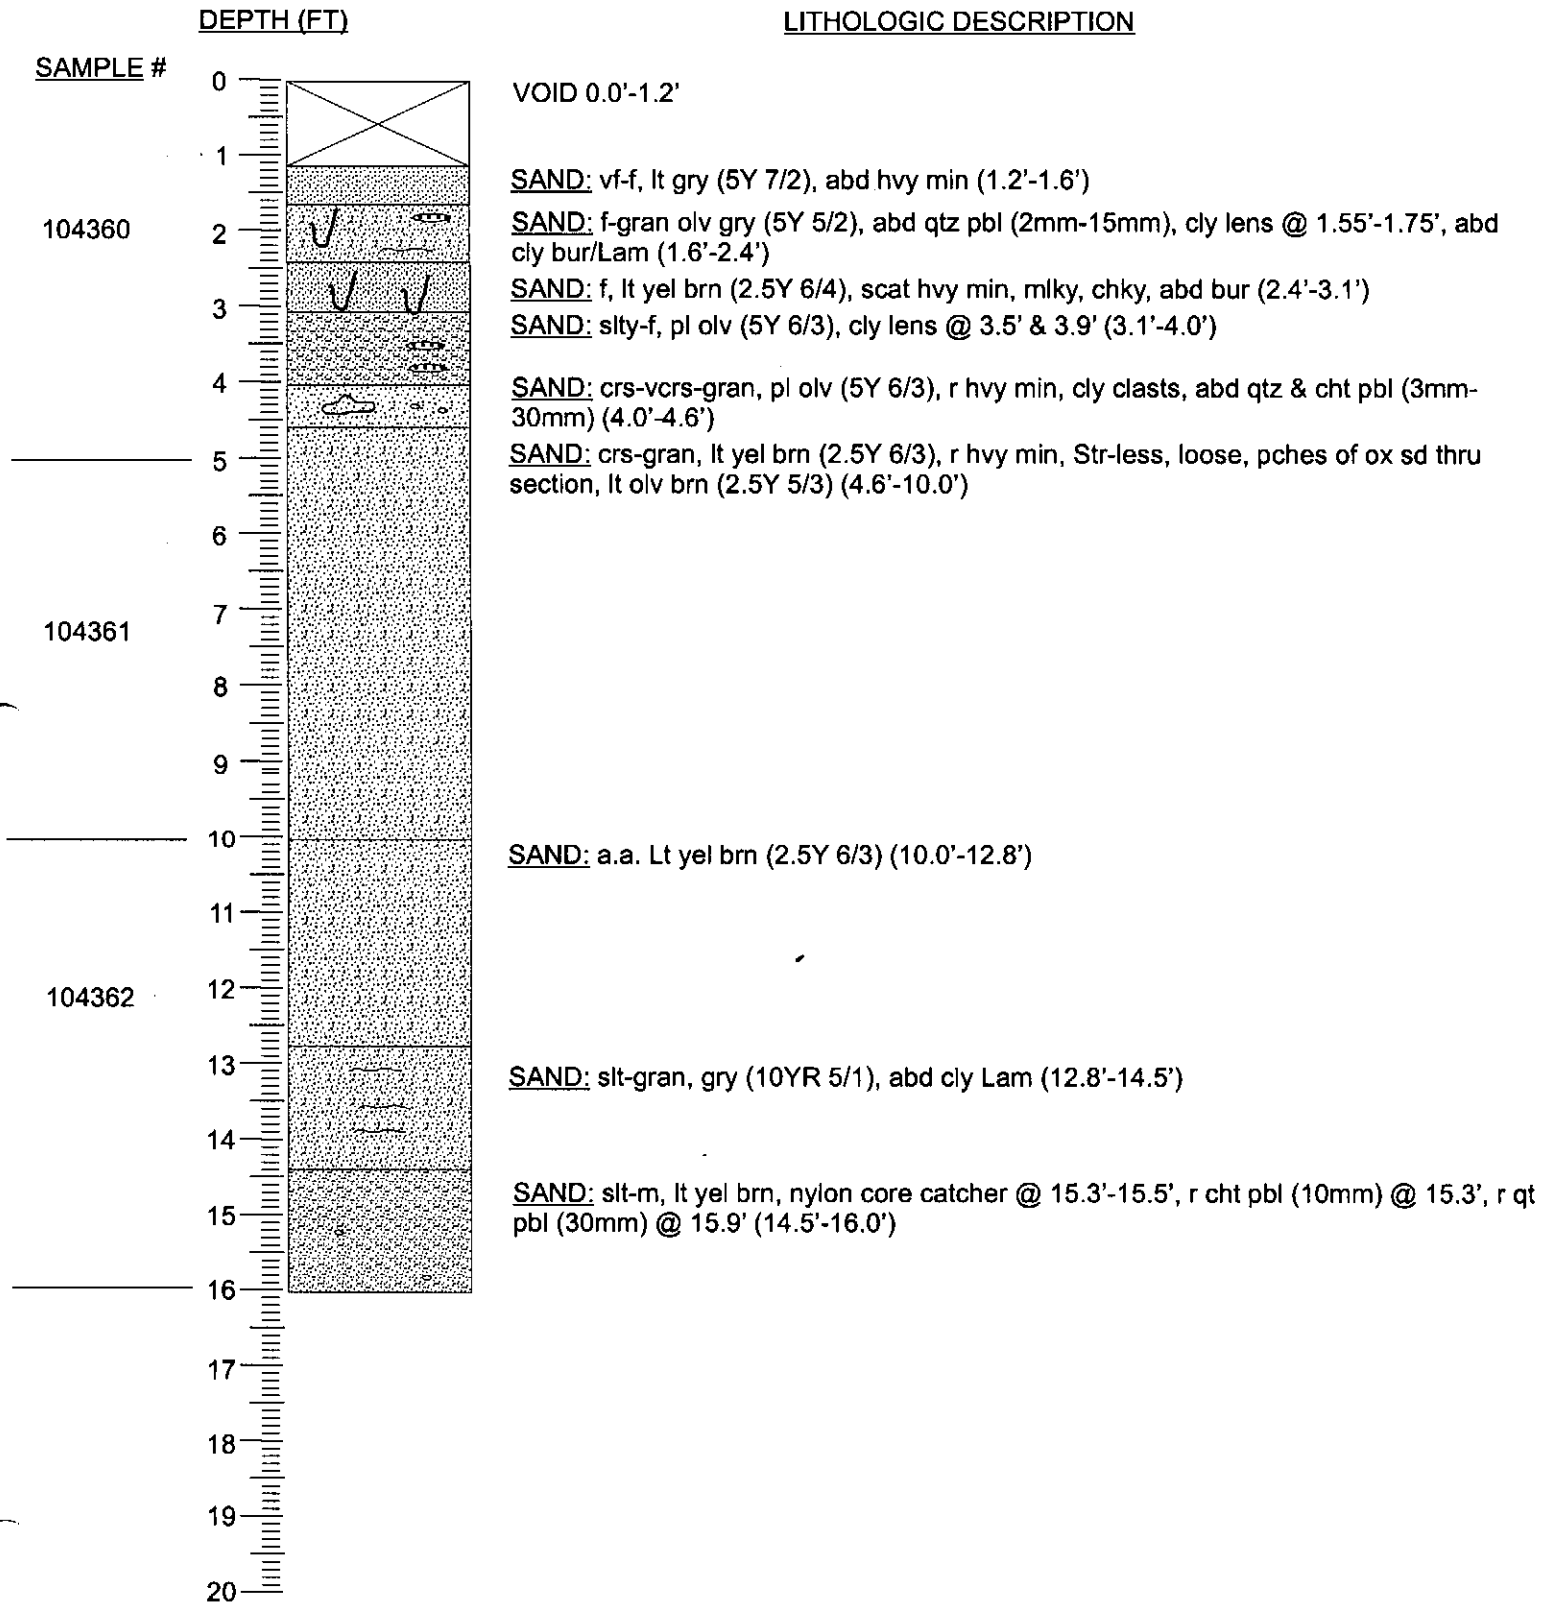 DEPTH (FT)
LITHOLOGIC DESCRIPTION
SAMPLE #
0
VOID 0.0'-1.2'
1
SAND: vf-f, lt gry (5Y 7/2), abd hvy min (1.2'-1.6')
104360
2
SAND: f-gran olv gry (5Y 5/2), abd qtz pbl (2mm-15mm), cly lens @ 1.55'-1.75', abd
cly bur/Lam (1.6'-2.4')
SAND: f, lt yel brn (2.5Y 6/4), scat hvy min, mlky, chky, abd bur (2.4'-3.1')
3
SAND: slty-f, pl olv (5Y 6/3), cly lens @ 3.5' & 3.9' (3.1'-4.0')
4
SAND: crs-vcrs-gran, pl olv (5Y 6/3), r hvy min, cly clasts, abd qtz & cht pbl (3mm-
30mm) (4.0'-4.6')
5
SAND: crs-gran, lt yel brn (2.5Y 6/3), r hvy min, Str-less, loose, pches of ox sd thru
section, lt olv brn (2.5Y 5/3) (4.6'-10.0')
6
7
104361
8
9
10
SAND: a.a. Lt yel brn (2.5Y 6/3) (10.0'-12.8')
11
12
104362
13
SAND: slt-gran, gry (10YR 5/1), abd cly Lam (12.8'-14.5')
14
SAND: slt-m, lt yel brn, nylon core catcher @ 15.3'-15.5', r cht pbl (10mm) @ 15.3', r qt
15
pbl (30mm) @ 15.9' (14.5'-16.0')
16
17
18
19
20